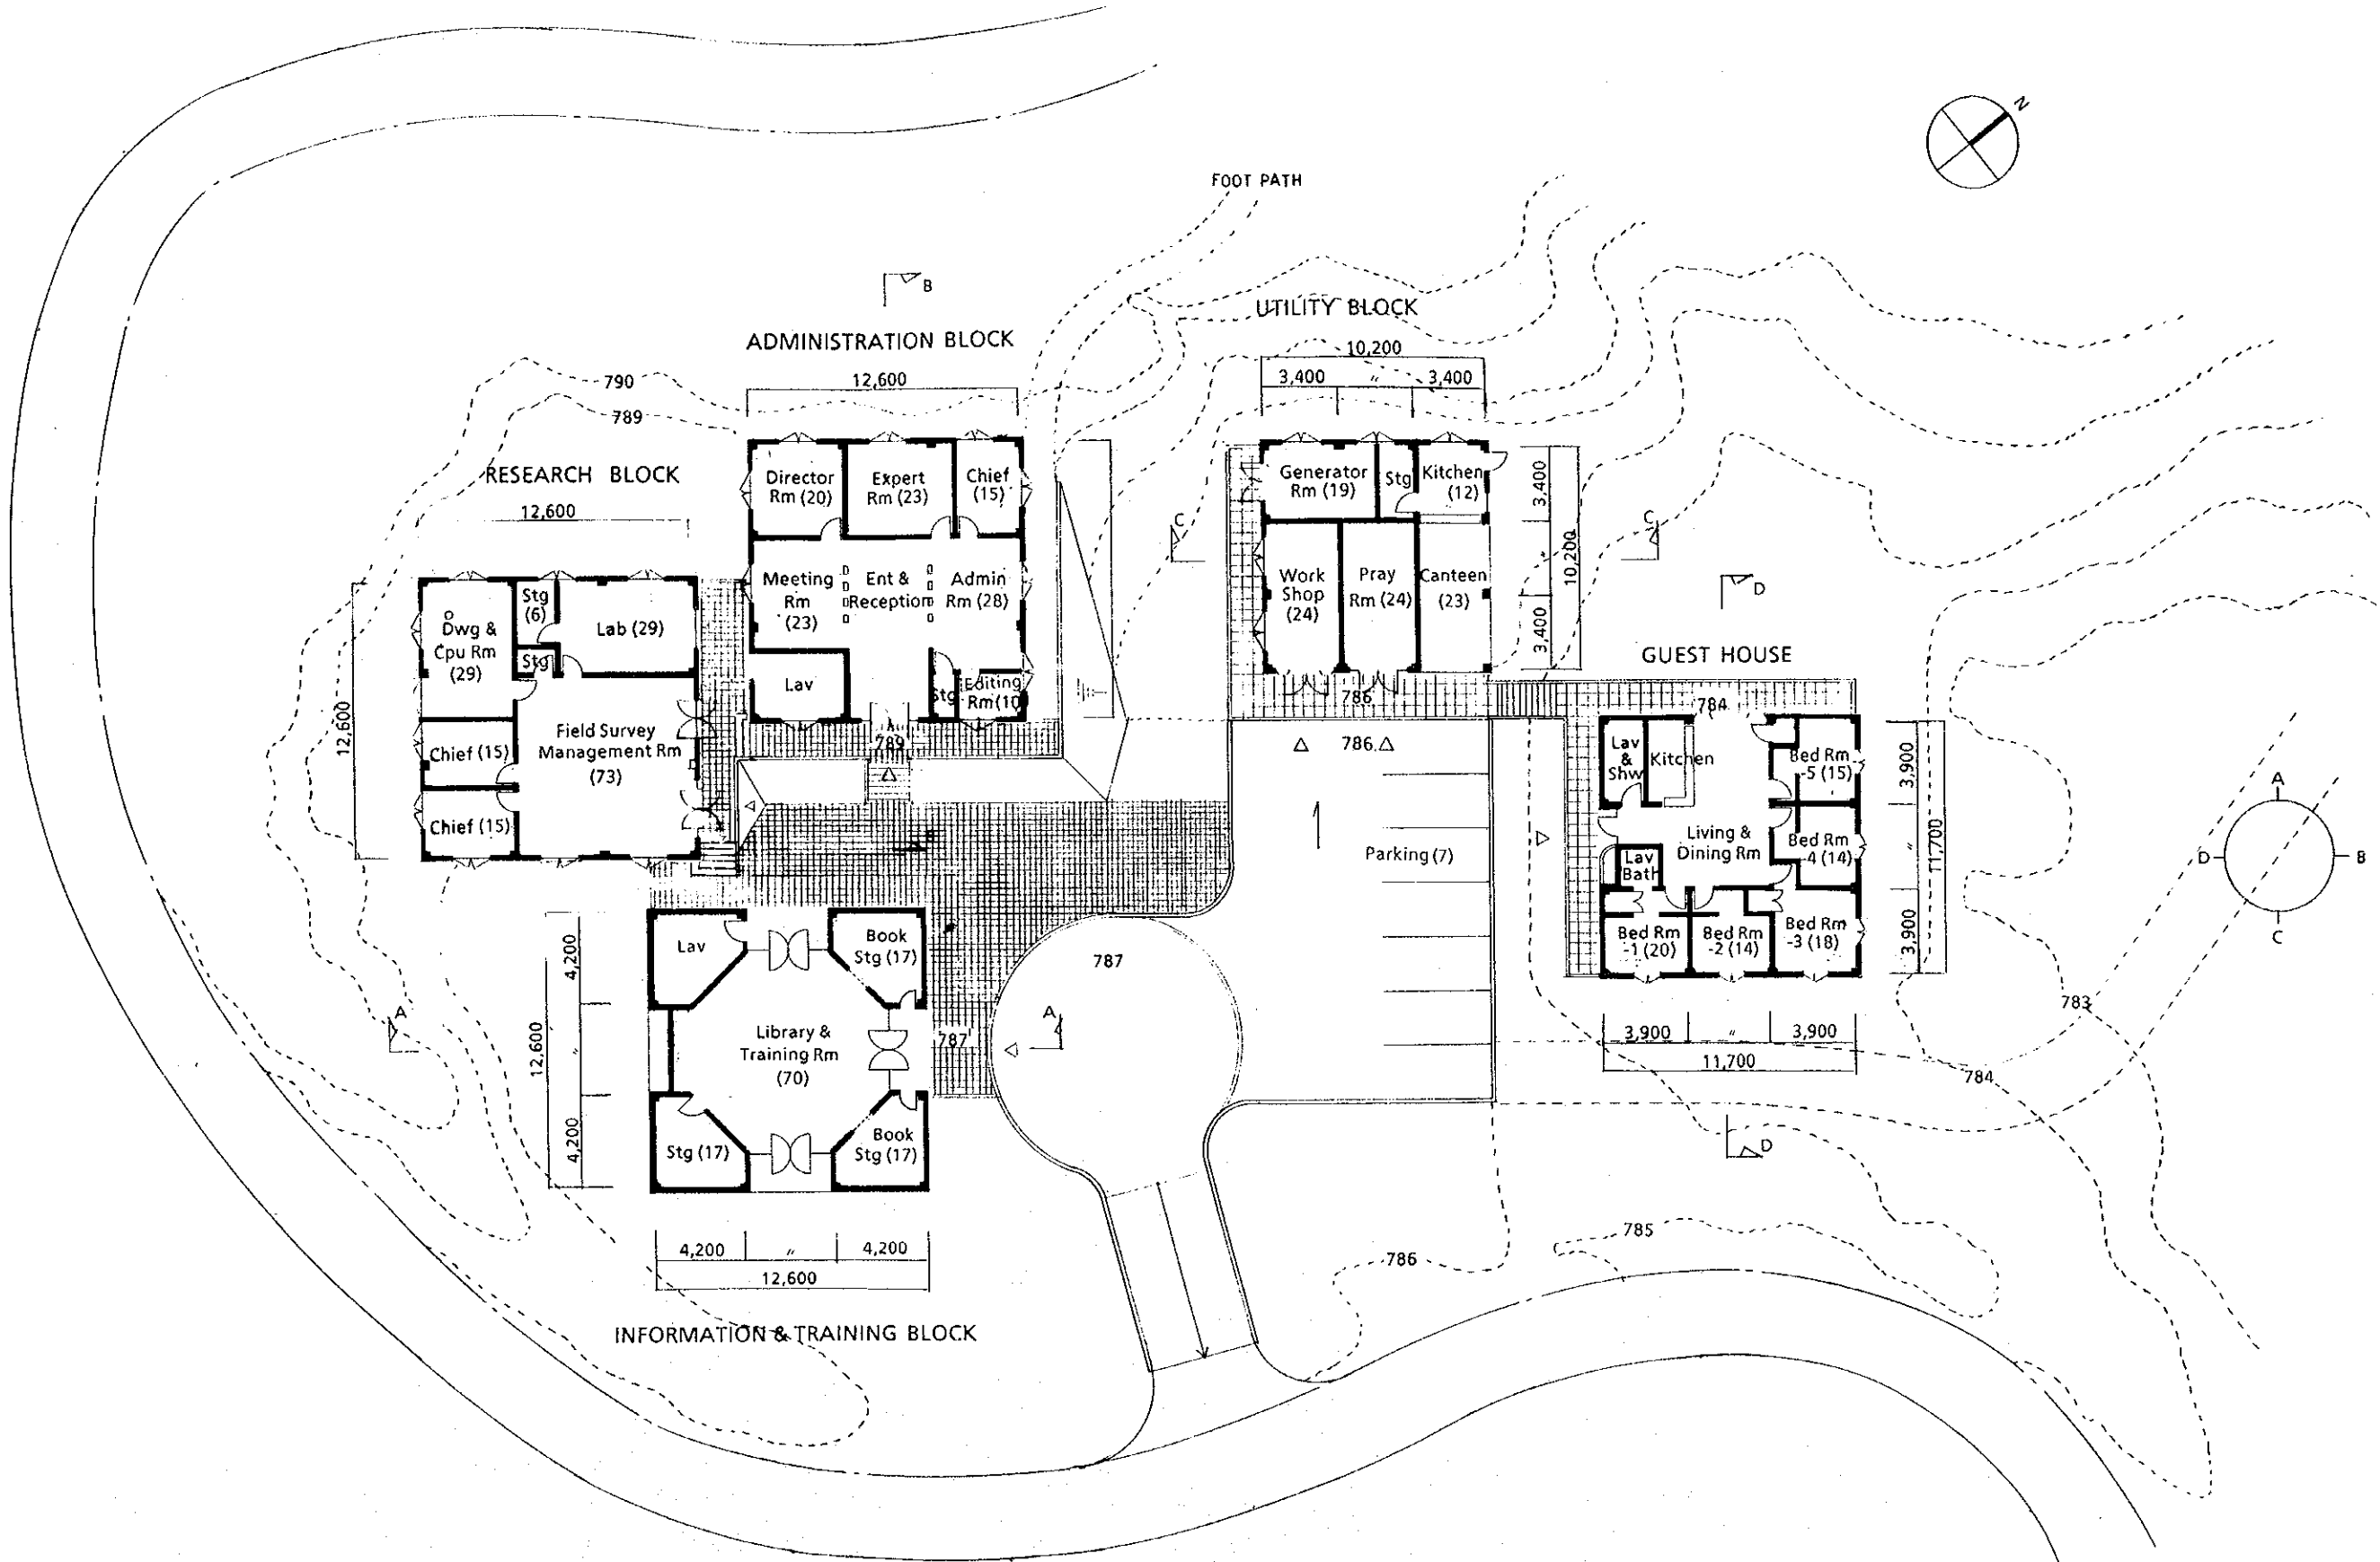 N
FOOT PATH
B
UTILITY BLOCK
ADMINISTRATION BLOCK
10,200
790
12,600
3,400 〃 3,400
789
RESEARCH BLOCK
12,600
Director
Rm (20)
Expert
Rm (23)
Chief
(15)
Generator
Rm (19)
Stg
Kitchen
(12)
3,400
〃
3,400
10,200
C
C
Meeting
Rm
(23)
Ent &
Reception
Admin
Rm (28)
Work
Shop
(24)
Pray
Rm (24)
Canteen
(23)
D
Stg
(6)
Dwg &
Cpu Rm
(29)
Lab (29)
Stg
GUEST HOUSE
Lav
Stg
Editing
Rm (10
12,600
Field Survey
Management Rm
(73)
Chief (15)
Chief (15)
789
786
784
786
Lav
&
Shw
Kitchen
Bed Rm
-5 (15)
3,900
〃
3,900
11,700
Living &
Dining Rm
Bed Rm
-4 (14)
Lav
Bath
Bed Rm
-1 (20)
Bed Rm
-2 (14)
Bed Rm
-3 (18)
Parking (7)
B
A
D
B
C
Lav
Book
Stg (17)
787
4,200
〃
4,200
12,600
A
A
Library &
Training Rm
(70)
787
783
3,900 〃 3,900
11,700
784
Stg (17)
Book
Stg (17)
D
785
786
4,200 〃 4,200
12,600
INFORMATION & TRAINING BLOCK